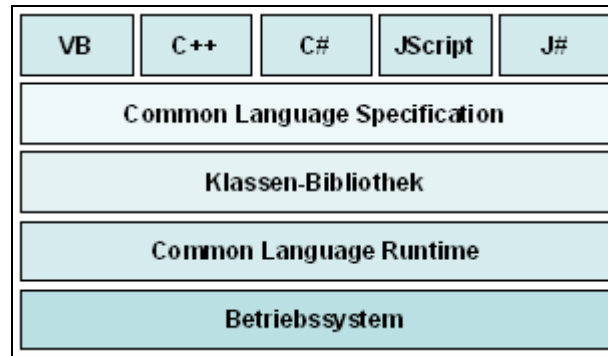 VB C++ C# JScript J#
Common Language Specification
Klassen-Bibliothek
Common Language Runtime
Betriebssystem